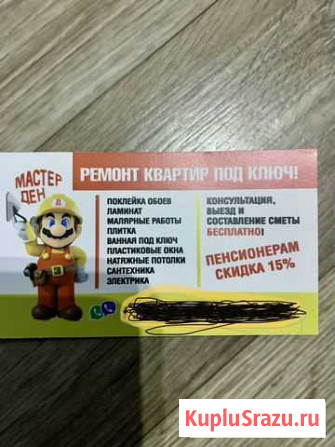 МАСТЕР
ДЕН
РЕМОНТ КВАРТИР ПОД КЛЮЧ!
ПОКЛЕЙКА ОБОЕВ
ЛАМИНАТ
МАЛЯРНЫЕ РАБОТЫ
ПЛИТКА
ВАННАЯ ПОД КЛЮЧ
ПЛАСТИКОВЫЕ ОКНА
НАТЯЖНЫЕ ПОТОЛКИ
САНТЕХНИКА
ЭЛЕКТРИКА
КОНСУЛЬТАЦИЯ,
ВЫЕЗД И
СОСТАВЛЕНИЕ СМЕТЫ
БЕСПЛАТНО!
ПЕНСИОНЕРАМ
СКИДКА 15%
KupluSrazu.ru